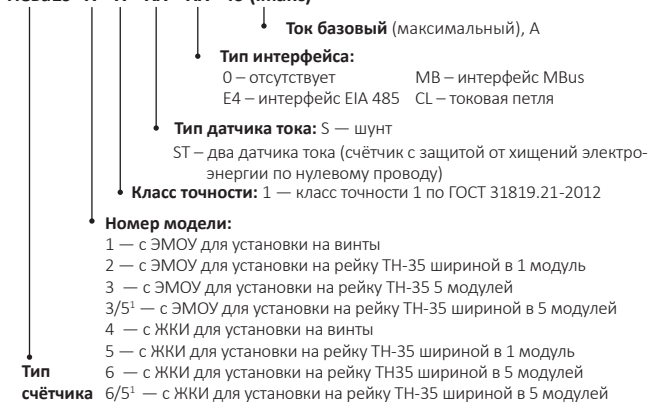 Ток базовый (максимальный), А
Тип интерфейса:
0 – отсутствует MB – интерфейс MBus
E4 – интерфейс EIA 485 CL – токовая петля
Тип датчика тока: S — шунт
ST – два датчика тока (счётчик с защитой от хищений электро-
энергии по нулевому проводу)
Класс точности: 1 — класс точности 1 по ГОСТ 31819.21-2012
Номер модели:
1 — с ЭМОУ для установки на винты
2 — с ЭМОУ для установки на рейку ТН-35 шириной в 1 модуль
3 — с ЭМОУ для установки на рейку ТН-35 5 модулей
3/5¹ — с ЭМОУ для установки на рейку ТН-35 шириной в 5 модулей
4 — с ЖКИ для установки на винты
5 — с ЖКИ для установки на рейку ТН-35 шириной в 1 модуль
Тип 6 — с ЖКИ для установки на рейку ТН35 шириной в 5 модулей
счётчика 6/5¹ — с ЖКИ для установки на рейку ТН-35 шириной в 5 модулей